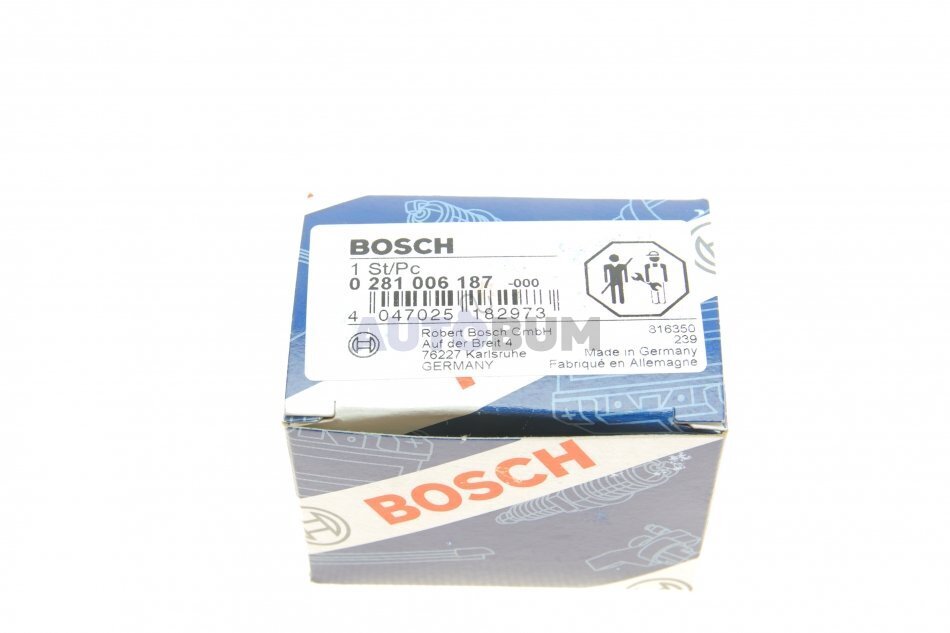 BOSCH
1 St/Pc
0 281 006 187 -000
4 047025 182973
AUTOBUM
Robert Bosch GmbH
Auf der Breit 4
76227 Karlsruhe
GERMANY
316350
239
Made in Germany
Fabriqué en Allemagne
BOSCH